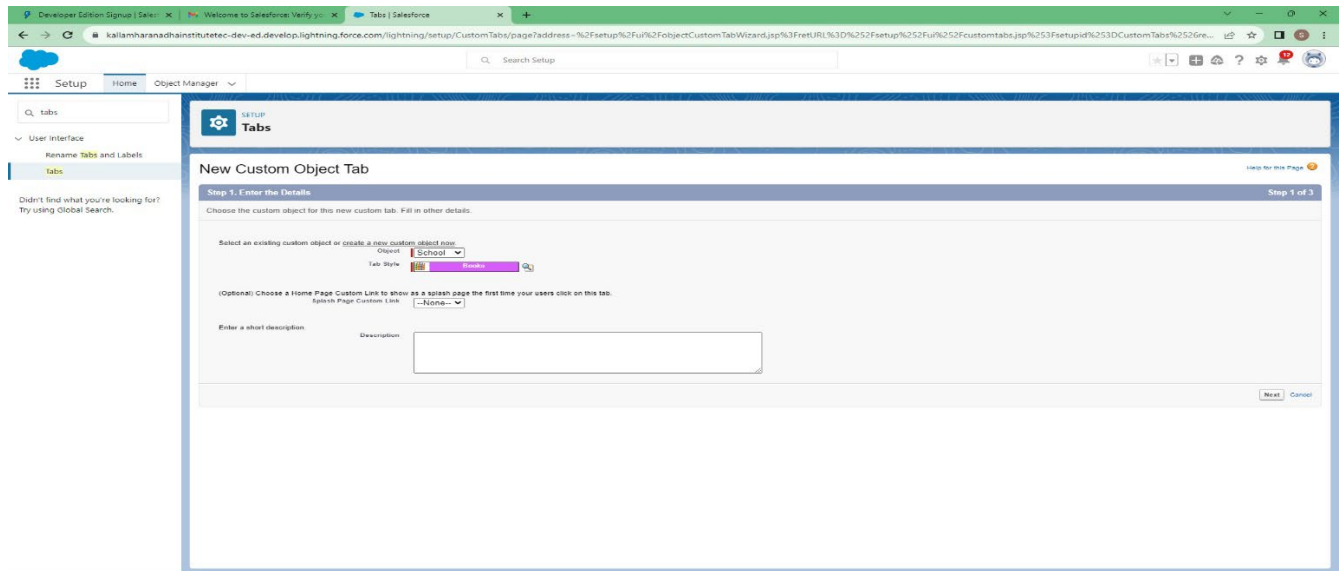 Developer Edition Signup | Sales
Welcome to Salesforce: Verify yo
Tabs | Salesforce
kallamharanadhainstitutetec-dev-ed.develop.lightning.force.com/lightning/setup/CustomTabs/page?address=%2Fsetup%2Fui%2FobjectCustomTabWizard.jsp%3FretURL%3D%252Fsetup%252Fui%252Fcustomtabs.jsp%253Fsetupid%253DCustomTabs%2526re...
S
Search Setup
12
Setup
Home
Object Manager
tabs
User Interface
Rename Tabs and Labels
Tabs
Didn't find what you're looking for?
Try using Global Search.
SETUP
Tabs
New Custom Object Tab
Help for this Page
Step 1. Enter the Details
Step 1 of 3
Choose the custom object for this new custom tab. Fill in other details.
Select an existing custom object or create a new custom object now.
Object School
Tab Style Books
(Optional) Choose a Home Page Custom Link to show as a splash page the first time your users click on this tab.
Splash Page Custom Link --None--
Enter a short description.
Description
Next Cancel